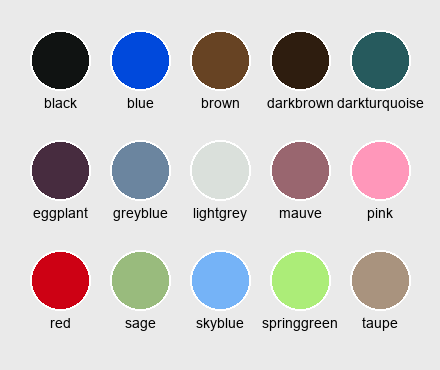 black blue brown darkbrown darkturquoise
eggplant greyblue lightgrey mauve pink
red sage skyblue springgreen taupe